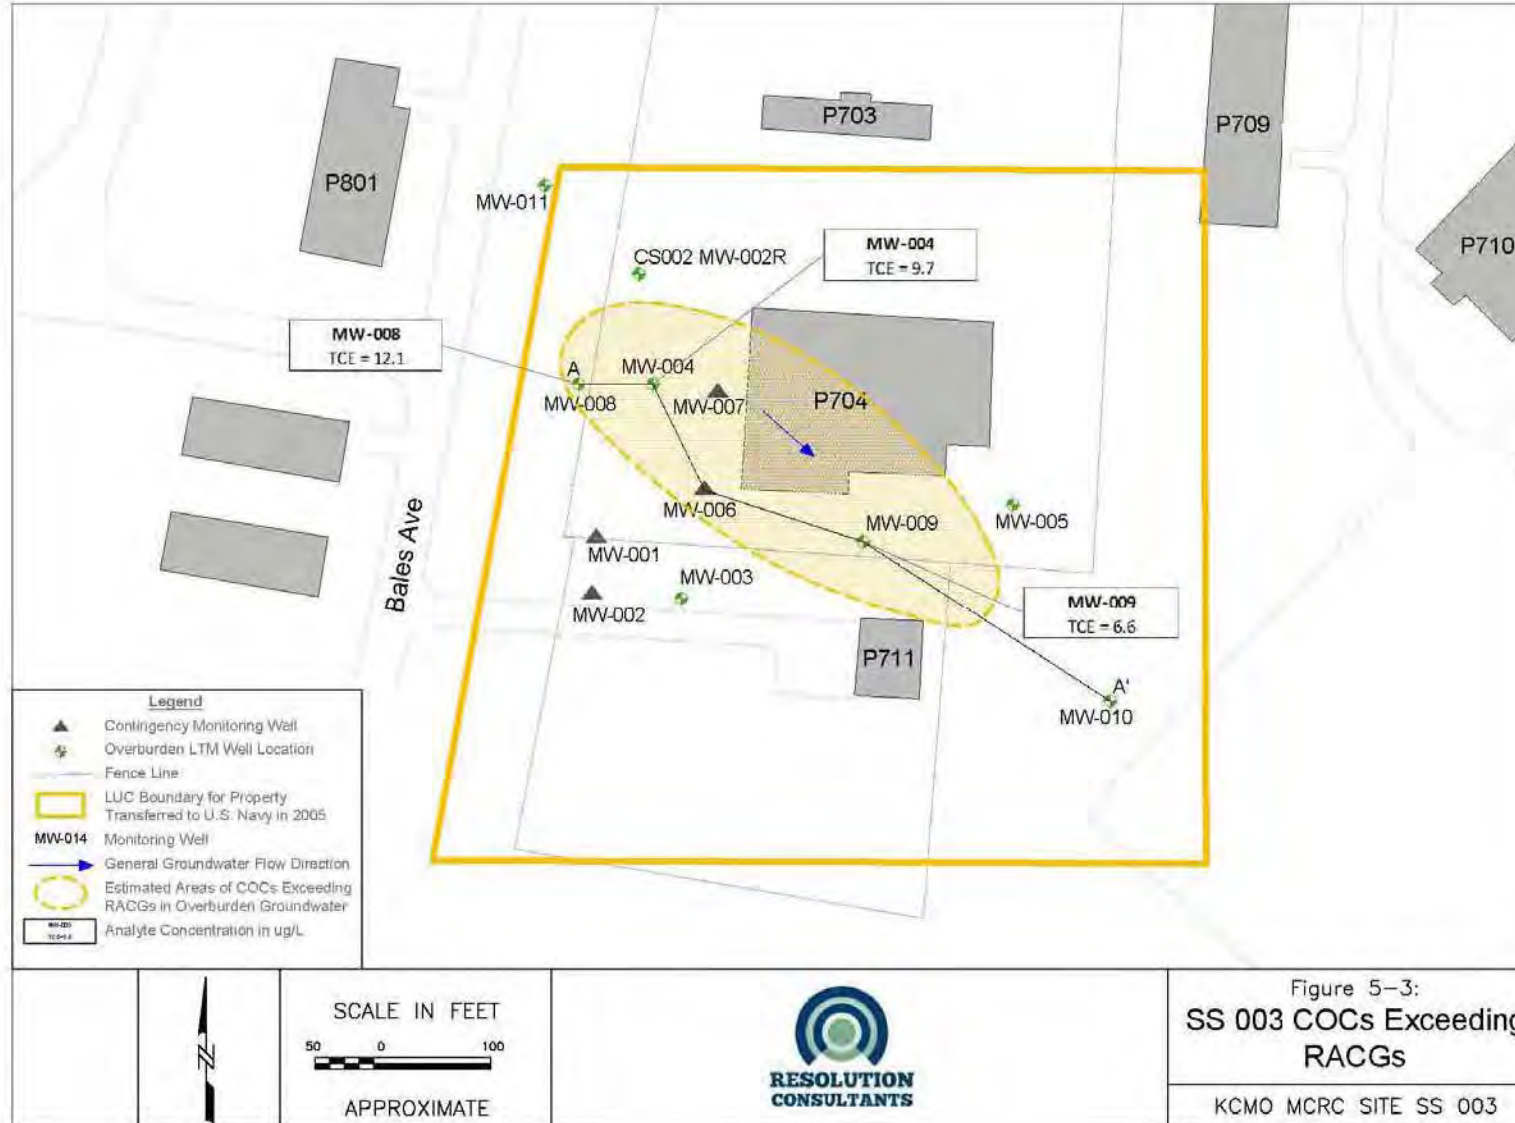 P703
P709
P801
MW-011
P710
CS002 MW-002R
MW-004
TCE = 9.7
MW-008
TCE = 12.1
A
MW-004
MW-008
MW-007
P704
MW-006
MW-009
MW-005
Bales Ave
MW-001
MW-003
MW-002
MW-009
TCE = 6.6
P711
A'
MW-010
Legend
Contingency Monitoring Well
Overburden LTM Well Location
Fence Line
LUC Boundary for Property
Transferred to U.S. Navy in 2005
MW-014 Monitoring Well
General Groundwater Flow Direction
Estimated Areas of COCs Exceeding
RACGs in Overburden Groundwater
Analyte Concentration in ug/L
N
SCALE IN FEET
50 0 100
APPROXIMATE
RESOLUTION
CONSULTANTS
Figure 5-3:
SS 003 COCs Exceeding
RACGs
KCMO MCRC SITE SS 003